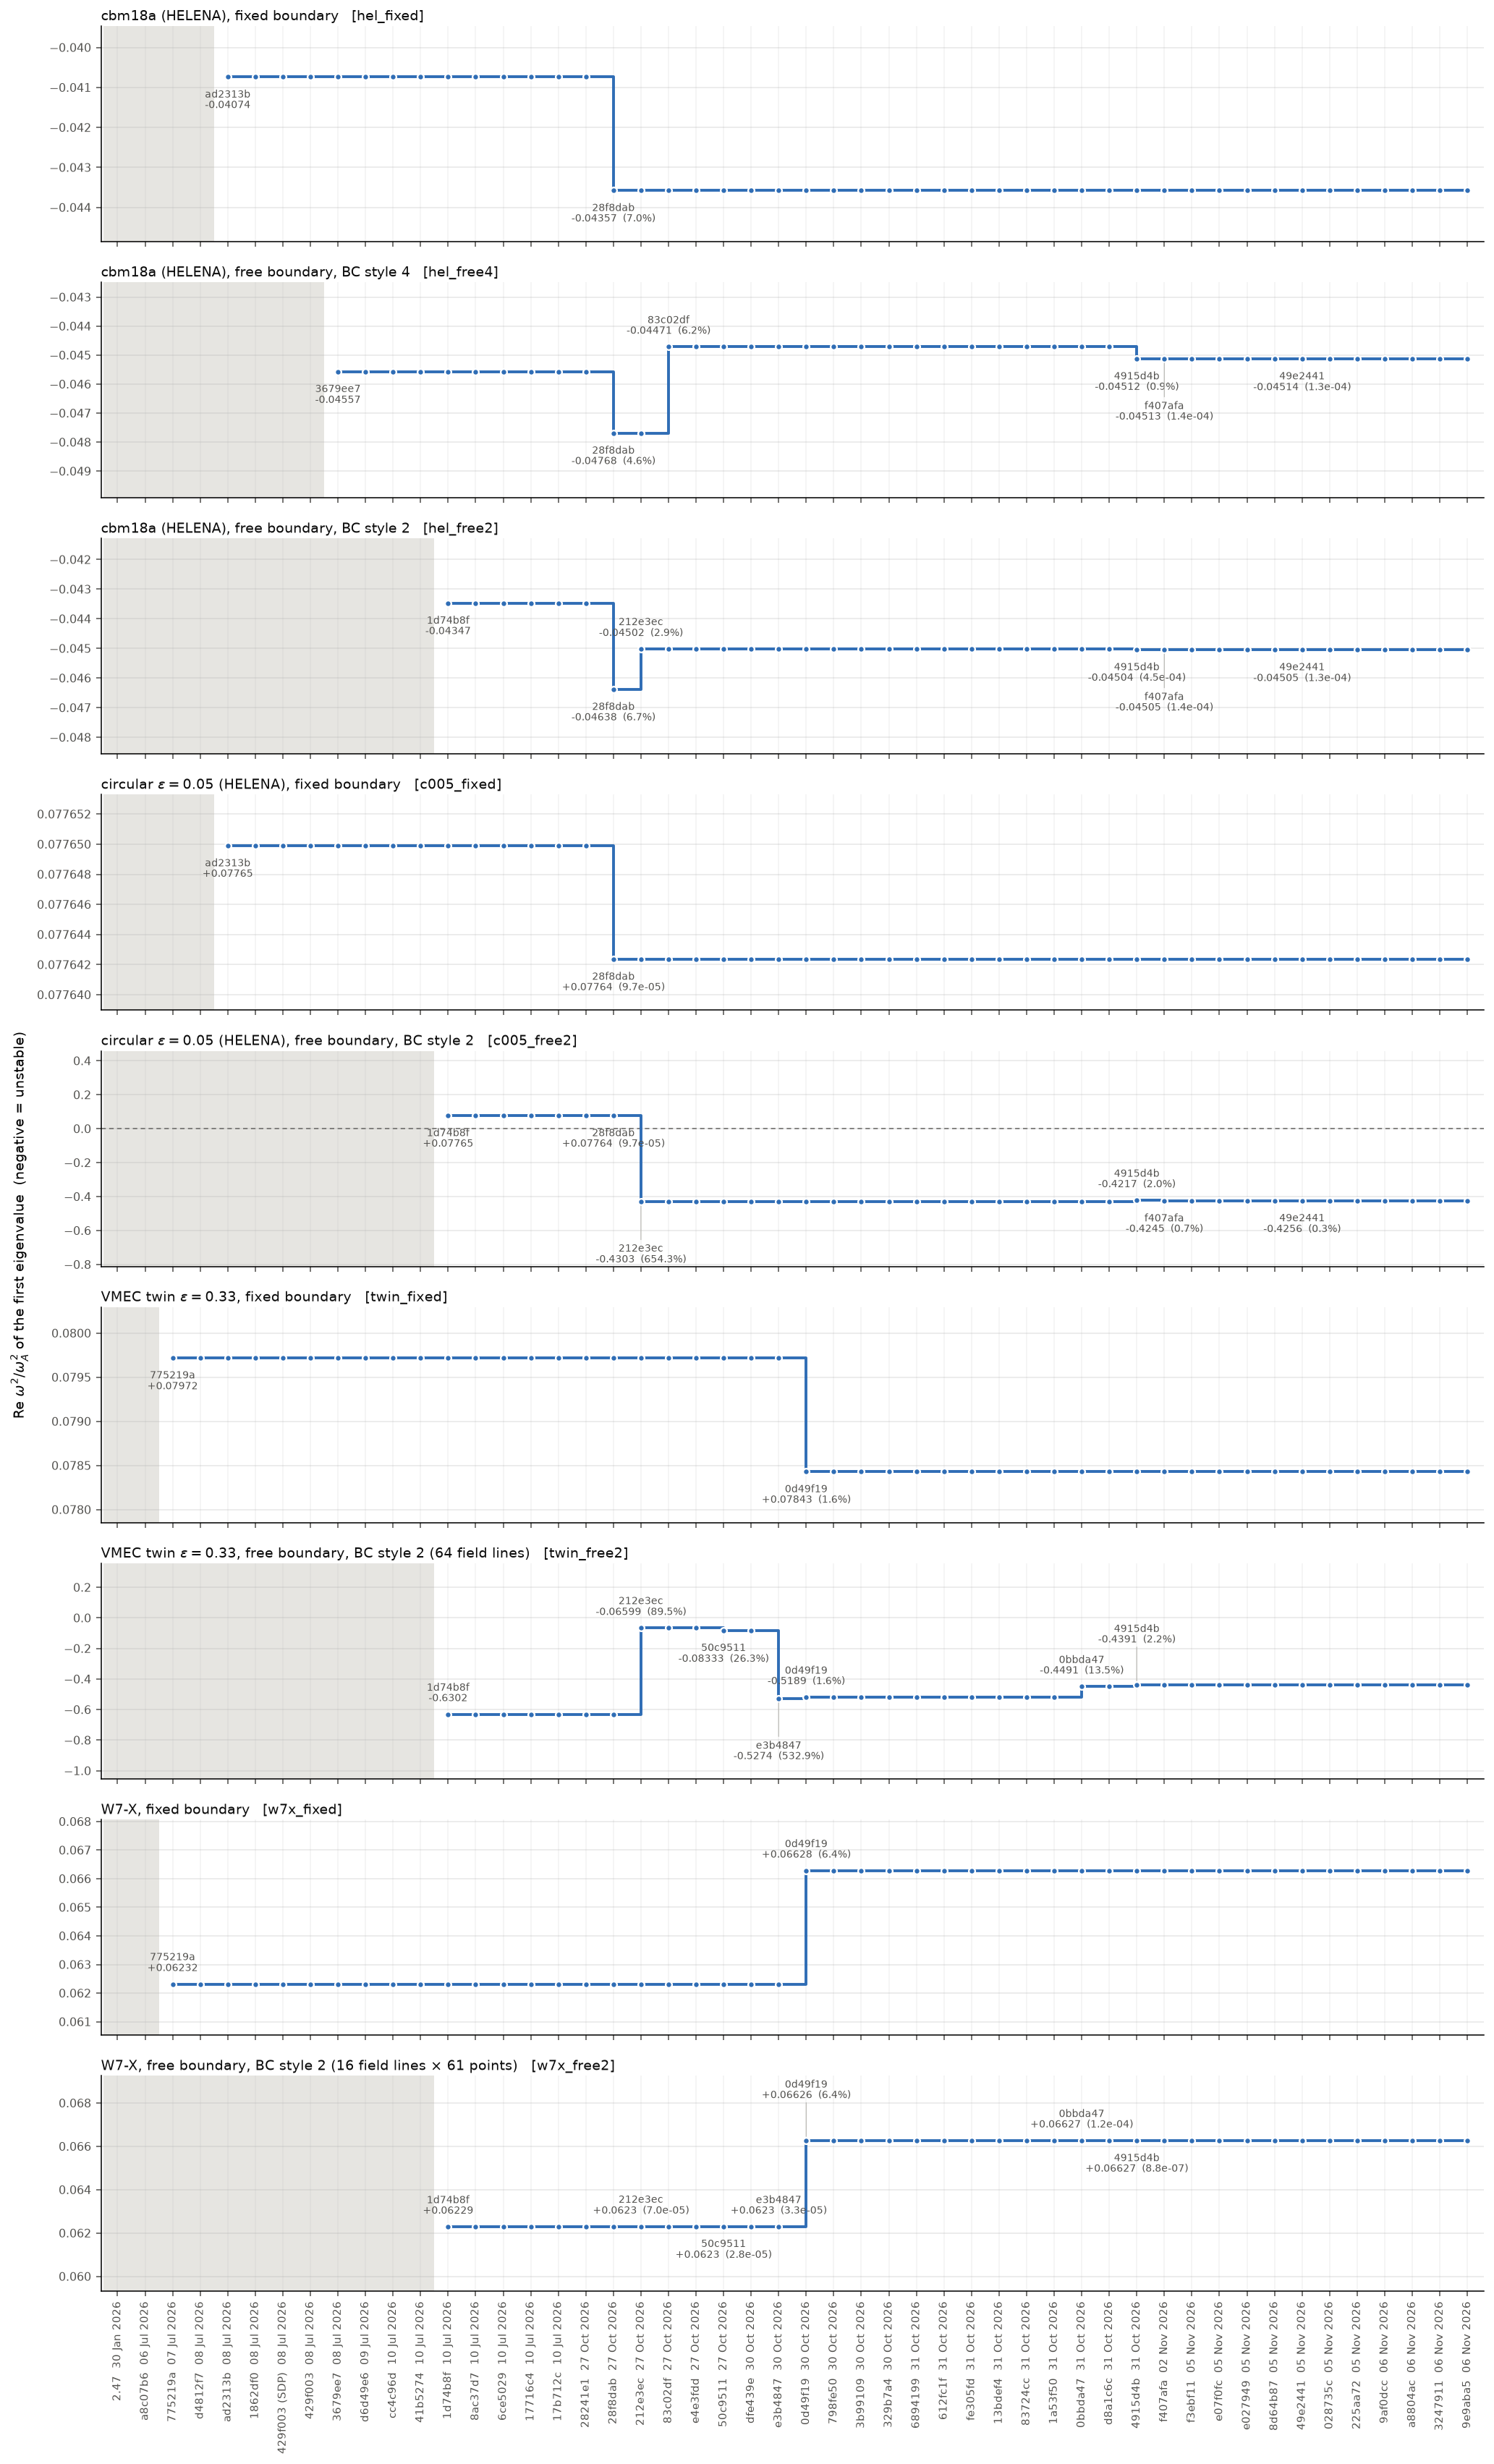 cbm18a (HELENA), fixed boundary [hel_fixed]
−0.040
−0.041
−0.042
−0.043
−0.044
ad2313b
-0.04074
28f8dab
-0.04357 (7.0%)
cbm18a (HELENA), free boundary, BC style 4 [hel_free4]
−0.043
−0.044
−0.045
−0.046
−0.047
−0.048
−0.049
3679ee7
-0.04557
28f8dab
-0.04768 (4.6%)
83c02df
-0.04471 (6.2%)
4915d4b
-0.04512 (0.9%)
f407afa
-0.04513 (1.4e-04)
49e2441
-0.04514 (1.3e-04)
cbm18a (HELENA), free boundary, BC style 2 [hel_free2]
−0.042
−0.043
−0.044
−0.045
−0.046
−0.047
−0.048
1d74b8f
-0.04347
28f8dab
-0.04638 (6.7%)
212e3ec
-0.04502 (2.9%)
4915d4b
-0.04504 (4.5e-04)
f407afa
-0.04505 (1.4e-04)
49e2441
-0.04505 (1.3e-04)
circular ε = 0.05 (HELENA), fixed boundary [c005_fixed]
0.077652
0.077650
0.077648
0.077646
0.077644
0.077642
0.077640
ad2313b
+0.07765
28f8dab
+0.07764 (9.7e-05)
Re ω²/ω_A² of the first eigenvalue (negative = unstable)
circular ε = 0.05 (HELENA), free boundary, BC style 2 [c005_free2]
0.4
0.2
0.0
−0.2
−0.4
−0.6
−0.8
1d74b8f
+0.07765
28f8dab
+0.07764 (9.7e-05)
212e3ec
-0.4303 (654.3%)
4915d4b
-0.4217 (2.0%)
f407afa
-0.4245 (0.7%)
49e2441
-0.4256 (0.3%)
VMEC twin ε = 0.33, fixed boundary [twin_fixed]
0.0800
0.0795
0.0790
0.0785
0.0780
775219a
+0.07972
0d49f19
+0.07843 (1.6%)
VMEC twin ε = 0.33, free boundary, BC style 2 (64 field lines) [twin_free2]
0.2
0.0
−0.2
−0.4
−0.6
−0.8
−1.0
1d74b8f
-0.6302
212e3ec
-0.06599 (89.5%)
50c9511
-0.08333 (26.3%)
e3b4847
-0.5274 (532.9%)
0d49f19
-0.5189 (1.6%)
0bbda47
-0.4491 (13.5%)
4915d4b
-0.4391 (2.2%)
W7-X, fixed boundary [w7x_fixed]
0.068
0.067
0.066
0.065
0.064
0.063
0.062
0.061
775219a
+0.06232
0d49f19
+0.06628 (6.4%)
W7-X, free boundary, BC style 2 (16 field lines × 61 points) [w7x_free2]
0.068
0.066
0.064
0.062
0.060
1d74b8f
+0.06229
212e3ec
+0.0623 (7.0e-05)
50c9511
+0.0623 (2.8e-05)
e3b4847
+0.0623 (3.3e-05)
0d49f19
+0.06626 (6.4%)
0bbda47
+0.06627 (1.2e-04)
4915d4b
+0.06627 (8.8e-07)
2.47 30 Jan 2026
a8c07b6 06 Jul 2026
775219a 07 Jul 2026
d4812f7 08 Jul 2026
ad2313b 08 Jul 2026
1862df0 08 Jul 2026
429f003 (SDP) 08 Jul 2026
429f003 08 Jul 2026
3679ee7 08 Jul 2026
d6d49e6 09 Jul 2026
cc4c96d 10 Jul 2026
41b5274 10 Jul 2026
1d74b8f 10 Jul 2026
8ac37d7 10 Jul 2026
6ce5029 10 Jul 2026
17716c4 10 Jul 2026
17b712c 10 Jul 2026
28241e1 27 Oct 2026
28f8dab 27 Oct 2026
212e3ec 27 Oct 2026
83c02df 27 Oct 2026
e4e3fdd 27 Oct 2026
50c9511 27 Oct 2026
dfe439e 30 Oct 2026
e3b4847 30 Oct 2026
0d49f19 30 Oct 2026
798fe50 30 Oct 2026
3b99109 30 Oct 2026
329b7a4 30 Oct 2026
6894199 31 Oct 2026
612fc1f 31 Oct 2026
fe305fd 31 Oct 2026
13bdef4 31 Oct 2026
83724cc 31 Oct 2026
1a53f50 31 Oct 2026
0bbda47 31 Oct 2026
d8a1c6c 31 Oct 2026
4915d4b 31 Oct 2026
f407afa 02 Nov 2026
f3ebf11 05 Nov 2026
e07f0fc 05 Nov 2026
e027949 05 Nov 2026
8d64b87 05 Nov 2026
49e2441 05 Nov 2026
028735c 05 Nov 2026
225aa72 05 Nov 2026
9af0dcc 06 Nov 2026
a8804ac 06 Nov 2026
3247911 06 Nov 2026
9e9aba5 06 Nov 2026